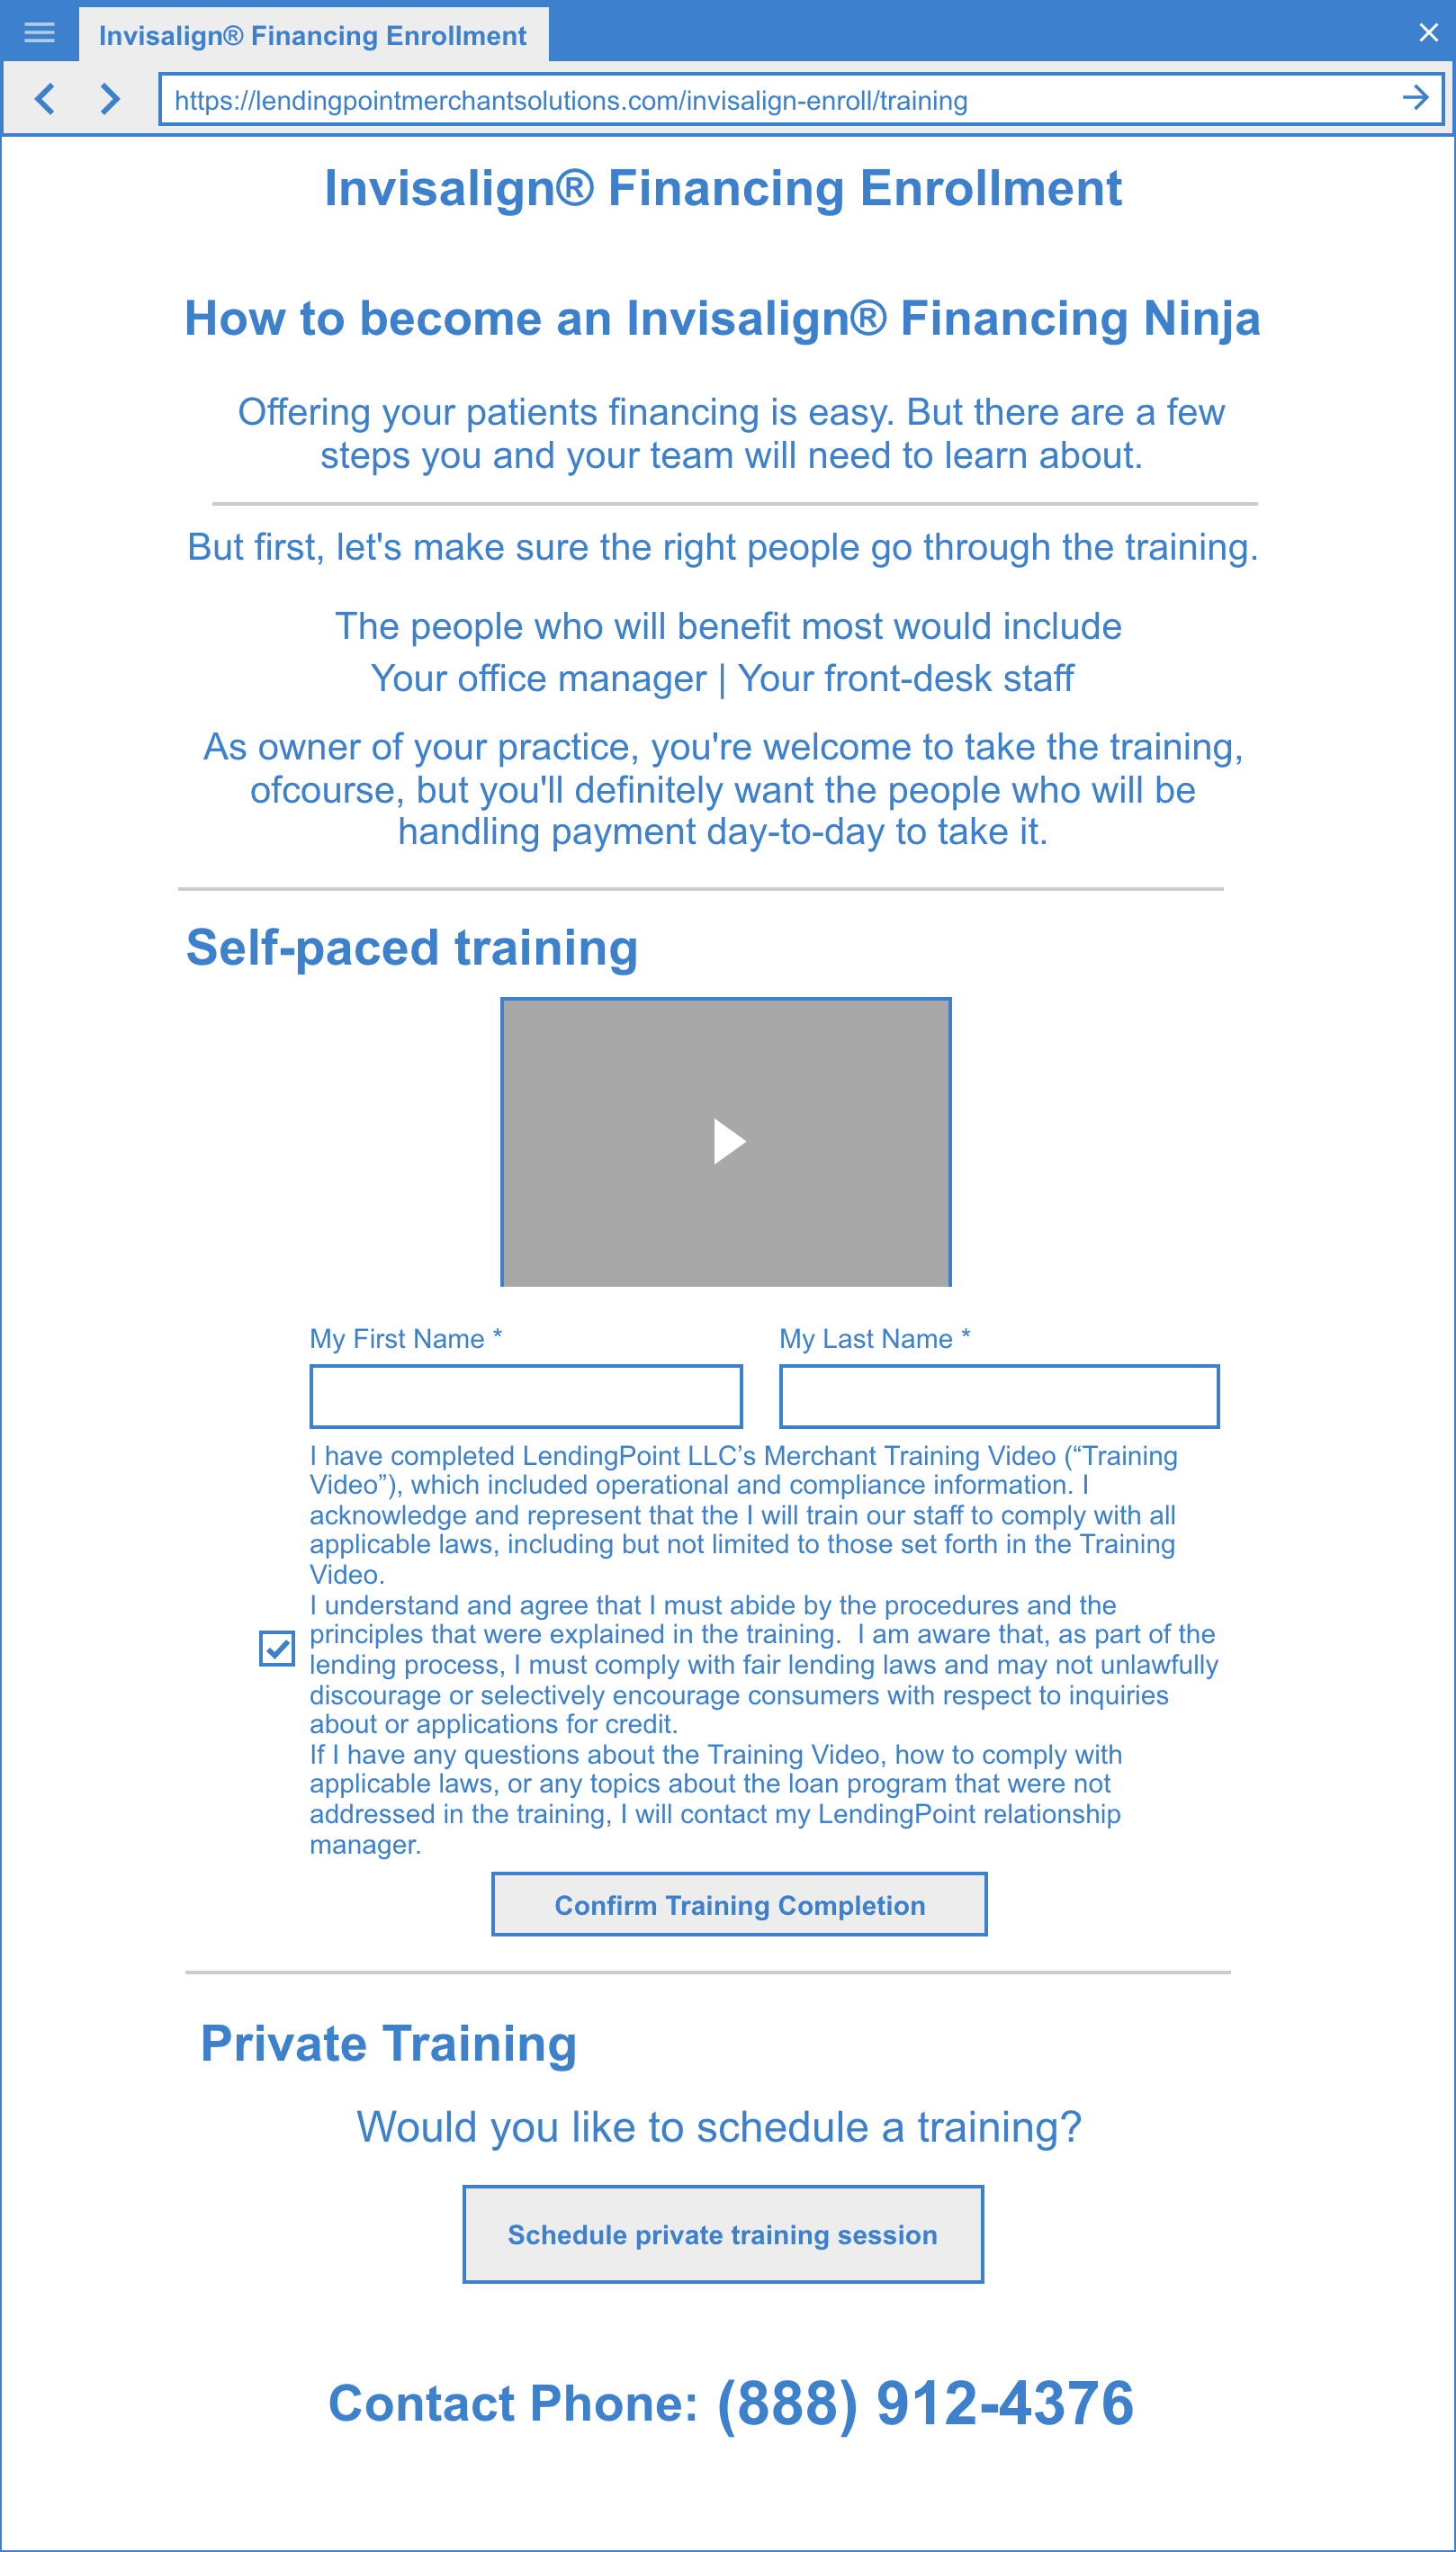 Invisalign® Financing Enrollment
https://lendingpointmerchantsolutions.com/invisalign-enroll/training
Invisalign® Financing Enrollment
How to become an Invisalign® Financing Ninja
Offering your patients financing is easy. But there are a few
steps you and your team will need to learn about.
But first, let's make sure the right people go through the training.
The people who will benefit most would include
Your office manager | Your front-desk staff
As owner of your practice, you're welcome to take the training,
ofcourse, but you'll definitely want the people who will be
handling payment day-to-day to take it.
Self-paced training
My First Name *
My Last Name *
I have completed LendingPoint LLC’s Merchant Training Video (“Training
Video”), which included operational and compliance information. I
acknowledge and represent that the I will train our staff to comply with all
applicable laws, including but not limited to those set forth in the Training
Video.
I understand and agree that I must abide by the procedures and the
principles that were explained in the training.  I am aware that, as part of the
lending process, I must comply with fair lending laws and may not unlawfully
discourage or selectively encourage consumers with respect to inquiries
about or applications for credit.
If I have any questions about the Training Video, how to comply with
applicable laws, or any topics about the loan program that were not
addressed in the training, I will contact my LendingPoint relationship
manager.
Confirm Training Completion
Private Training
Would you like to schedule a training?
Schedule private training session
Contact Phone: (888) 912-4376